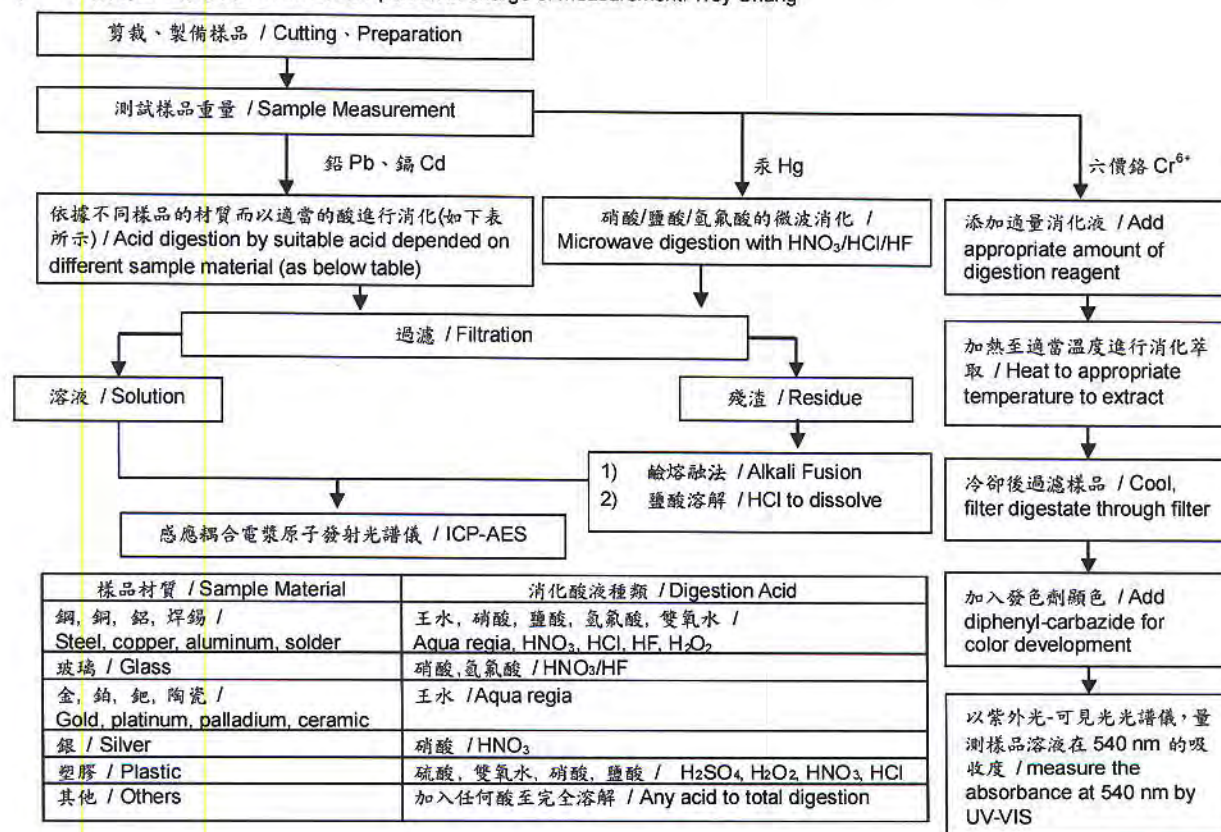 剪裁、製備樣品 / Cutting、Preparation
測試樣品重量 / Sample Measurement
鉛 Pb、鎘 Cd
汞 Hg
六價鉻 Cr⁶⁺
依據不同樣品的材質而以適當的酸進行消化(如下表
所示) / Acid digestion by suitable acid depended on
different sample material (as below table)
硝酸/鹽酸/氫氟酸的微波消化 /
Microwave digestion with HNO₃/HCl/HF
添加適量消化液 / Add
appropriate amount of
digestion reagent
過濾 / Filtration
加熱至適當溫度進行消化萃
取 / Heat to appropriate
temperature to extract
溶液 / Solution
殘渣 / Residue
1) 鹼熔融法 / Alkali Fusion
2) 鹽酸溶解 / HCl to dissolve
冷卻後過濾樣品 / Cool,
filter digestate through filter
感應耦合電漿原子發射光譜儀 / ICP-AES
樣品材質 / Sample Material
消化酸液種類 / Digestion Acid
鋼, 銅, 鋁, 焊錫 /
Steel, copper, aluminum, solder
王水, 硝酸, 鹽酸, 氫氟酸, 雙氧水 /
Aqua regia, HNO₃, HCl, HF, H₂O₂
玻璃 / Glass
硝酸,氫氟酸 / HNO₃/HF
金, 鉑, 鈀, 陶瓷 /
Gold, platinum, palladium, ceramic
王水 / Aqua regia
銀 / Silver
硝酸 / HNO₃
塑膠 / Plastic
硫酸, 雙氧水, 硝酸, 鹽酸 / H₂SO₄, H₂O₂, HNO₃, HCl
其他 / Others
加入任何酸至完全溶解 / Any acid to total digestion
加入發色劑顯色 / Add
diphenyl-carbazide for
color development
以紫外光-可見光光譜儀，量
測樣品溶液在 540 nm 的吸
收度 / measure the
absorbance at 540 nm by
UV-VIS